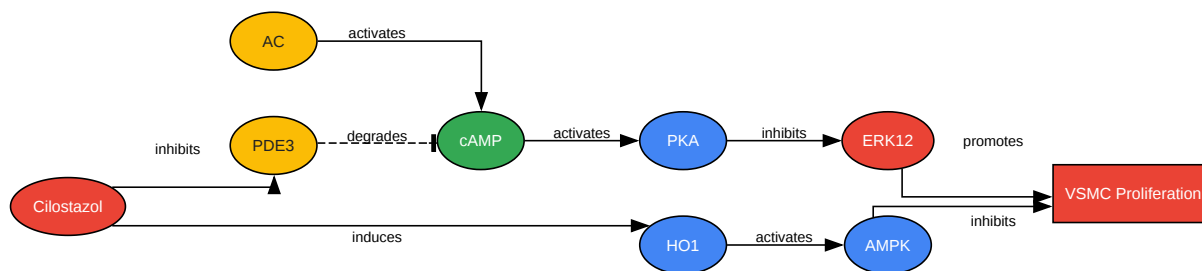 AC
activates
PDE3
degrades
cAMP
activates
PKA
inhibits
ERK12
promotes
inhibits
Cilostazol
VSMC Proliferation
induces
HO1
activates
AMPK
inhibits